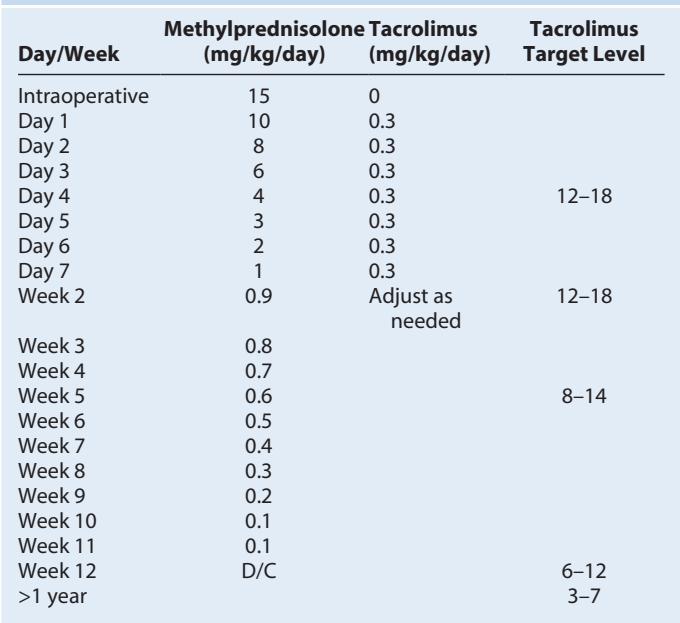 Methylprednisolone Tacrolimus Tacrolimus
Day/Week (mg/kg/day) (mg/kg/day) Target Level
Intraoperative 15 0
Day 1 10 0.3
Day 2 8 0.3
Day 3 6 0.3
Day 4 4 0.3 12–18
Day 5 3 0.3
Day 6 2 0.3
Day 7 1 0.3
Week 2 0.9 Adjust as 12–18
needed
Week 3 0.8
Week 4 0.7
Week 5 0.6 8–14
Week 6 0.5
Week 7 0.4
Week 8 0.3
Week 9 0.2
Week 10 0.1
Week 11 0.1
Week 12 D/C 6–12
>1 year 3–7